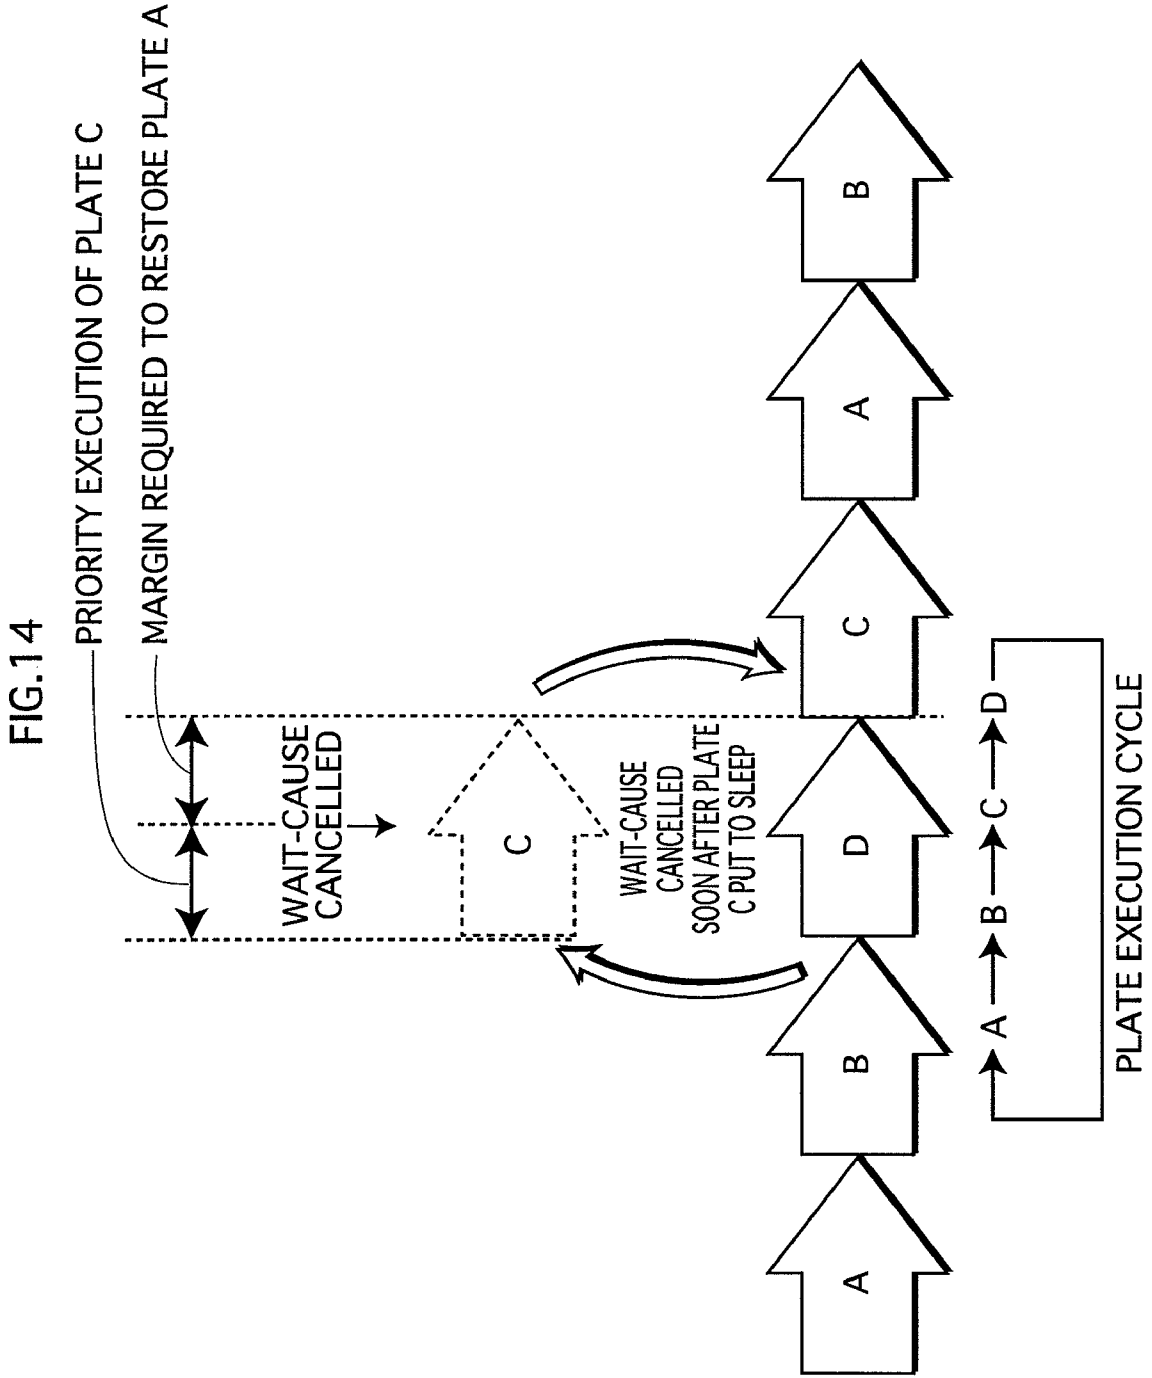 FIG.14
PRIORITY EXECUTION OF PLATE C
MARGIN REQUIRED TO RESTORE PLATE A
WAIT-CAUSE
CANCELLED
C
WAIT-CAUSE
CANCELLED
SOON AFTER PLATE
C PUT TO SLEEP
A B D C A B
A B C D
PLATE EXECUTION CYCLE